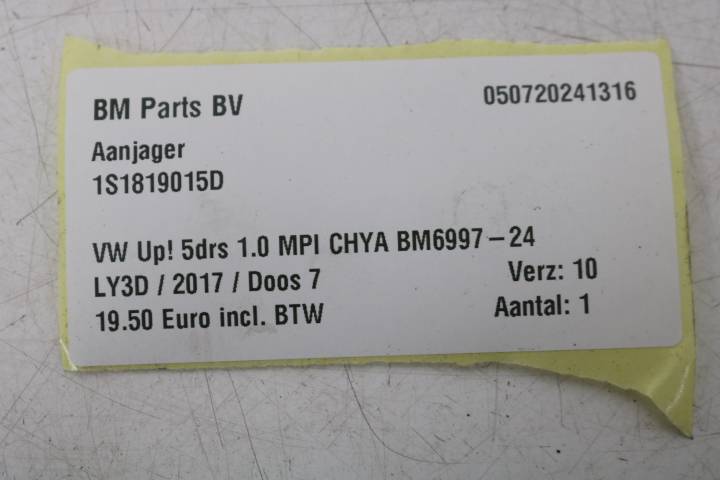 BM Parts BV 050720241316
Aanjager
1S1819015D
VW Up! 5drs 1.0 MPI CHYA BM6997-24
LY3D / 2017 / Doos 7 Verz: 10
19.50 Euro incl. BTW Aantal: 1